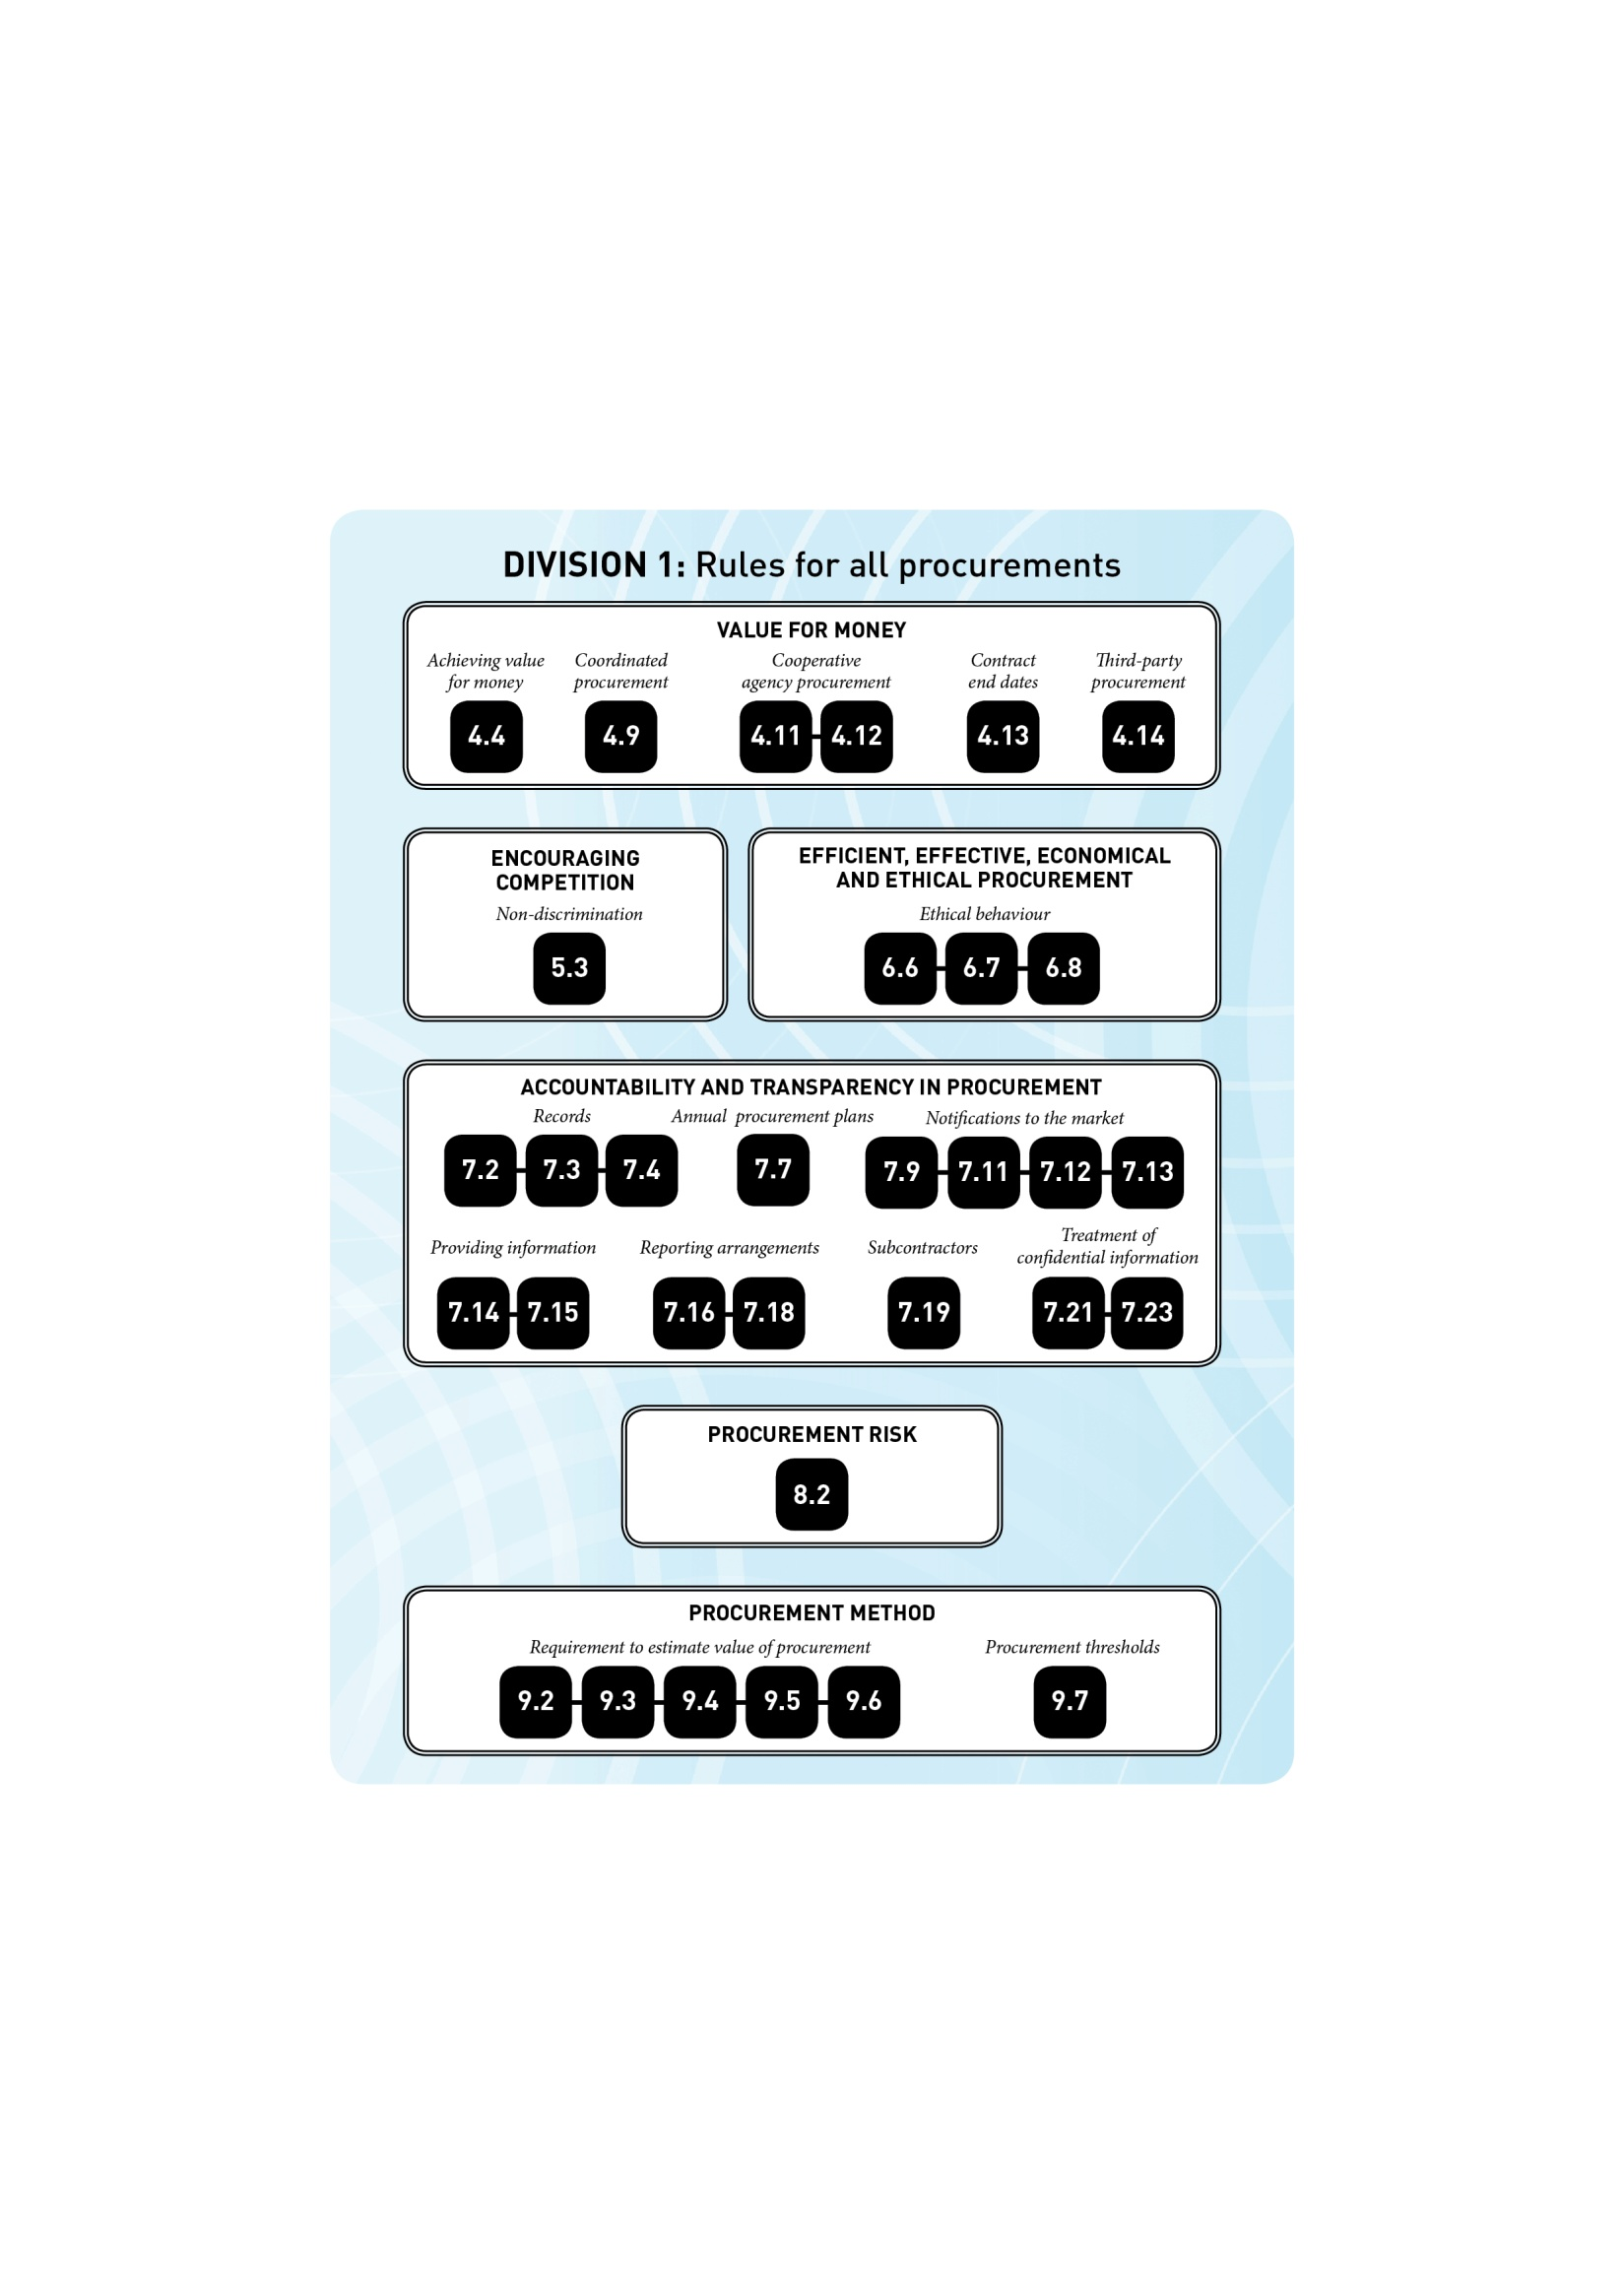 DIVISION 1: Rules for all procurements
VALUE FOR MONEY
Achieving value
for money
4.4
Coordinated
procurement
4.9
Cooperative
agency procurement
4.11 4.12
Contract
end dates
4.13
Third-party
procurement
4.14
ENCOURAGING
COMPETITION
Non-discrimination
5.3
EFFICIENT, EFFECTIVE, ECONOMICAL
AND ETHICAL PROCUREMENT
Ethical behaviour
6.6 6.7 6.8
ACCOUNTABILITY AND TRANSPARENCY IN PROCUREMENT
Records
7.2 7.3 7.4
Annual procurement plans
7.7
Notifications to the market
7.9 7.11 7.12 7.13
Providing information
7.14 7.15
Reporting arrangements
7.16 7.18
Subcontractors
7.19
Treatment of
confidential information
7.21 7.23
PROCUREMENT RISK
8.2
PROCUREMENT METHOD
Requirement to estimate value of procurement
9.2 9.3 9.4 9.5 9.6
Procurement thresholds
9.7